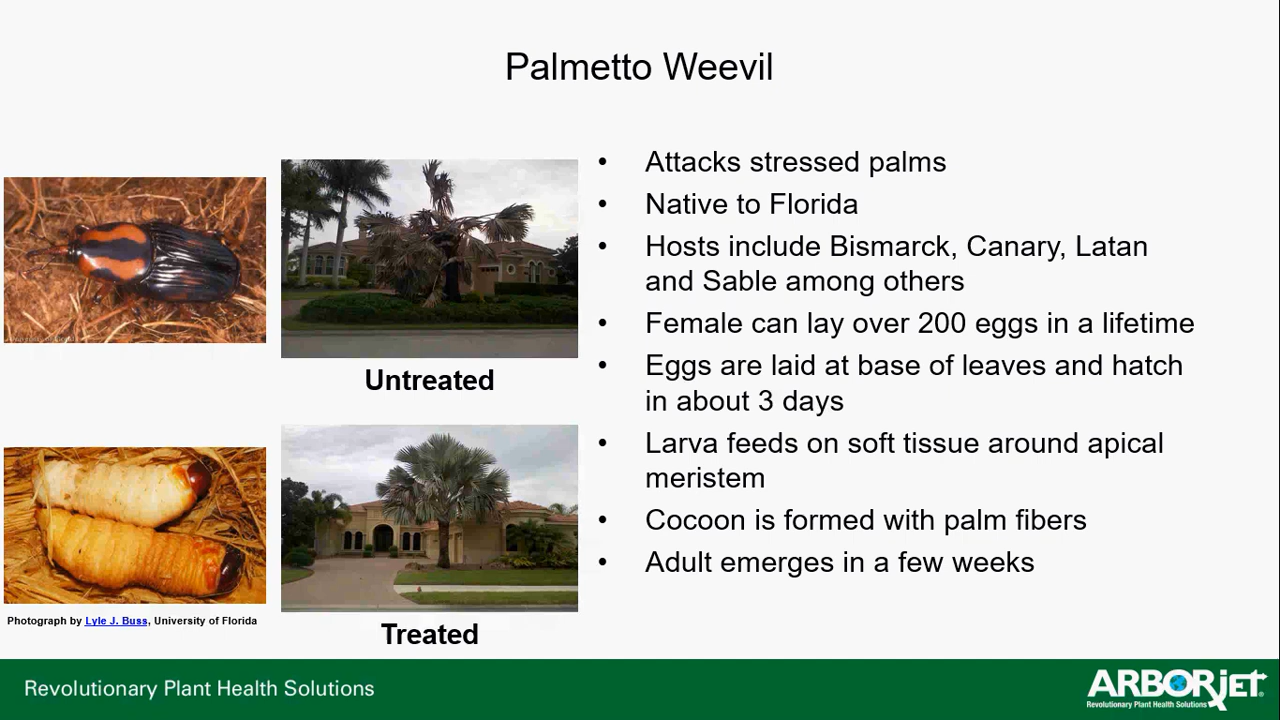 Palmetto Weevil
• Attacks stressed palms
• Native to Florida
• Hosts include Bismarck, Canary, Latan
and Sable among others
• Female can lay over 200 eggs in a lifetime
• Eggs are laid at base of leaves and hatch
in about 3 days
• Larva feeds on soft tissue around apical
meristem
• Cocoon is formed with palm fibers
• Adult emerges in a few weeks
Untreated
Treated
Photograph by Lyle J. Buss, University of Florida
Revolutionary Plant Health Solutions
ARBORjET®
Revolutionary Plant Health Solutions